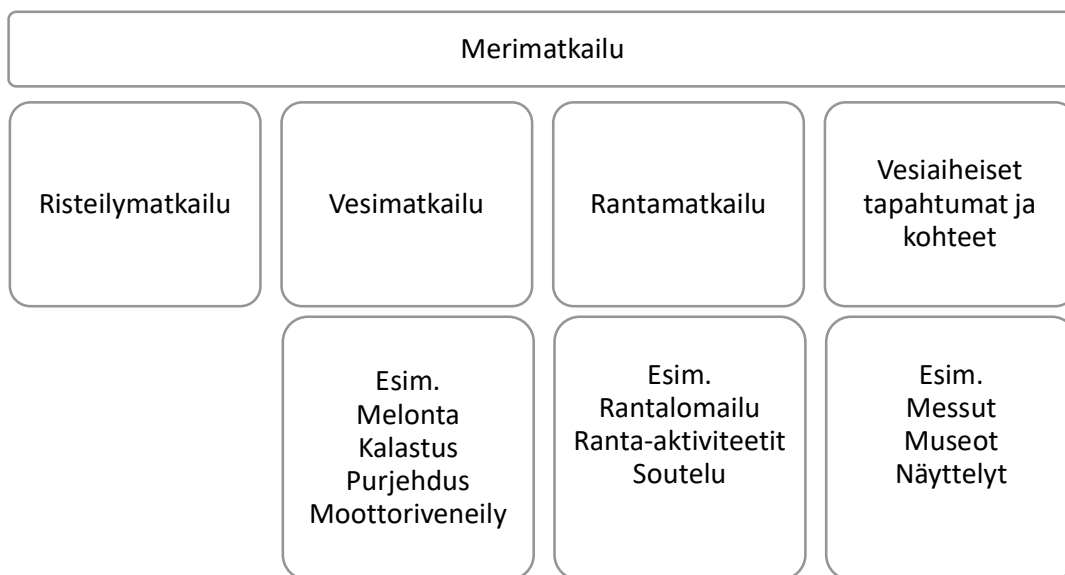 Merimatkailu
Risteilymatkailu
Vesimatkailu
Rantamatkailu
Vesiaiheiset
tapahtumat ja
kohteet
Esim.
Melonta
Kalastus
Purjehdus
Moottoriveneily
Esim.
Rantalomailu
Ranta-aktiviteetit
Soutelu
Esim.
Messut
Museot
Näyttelyt